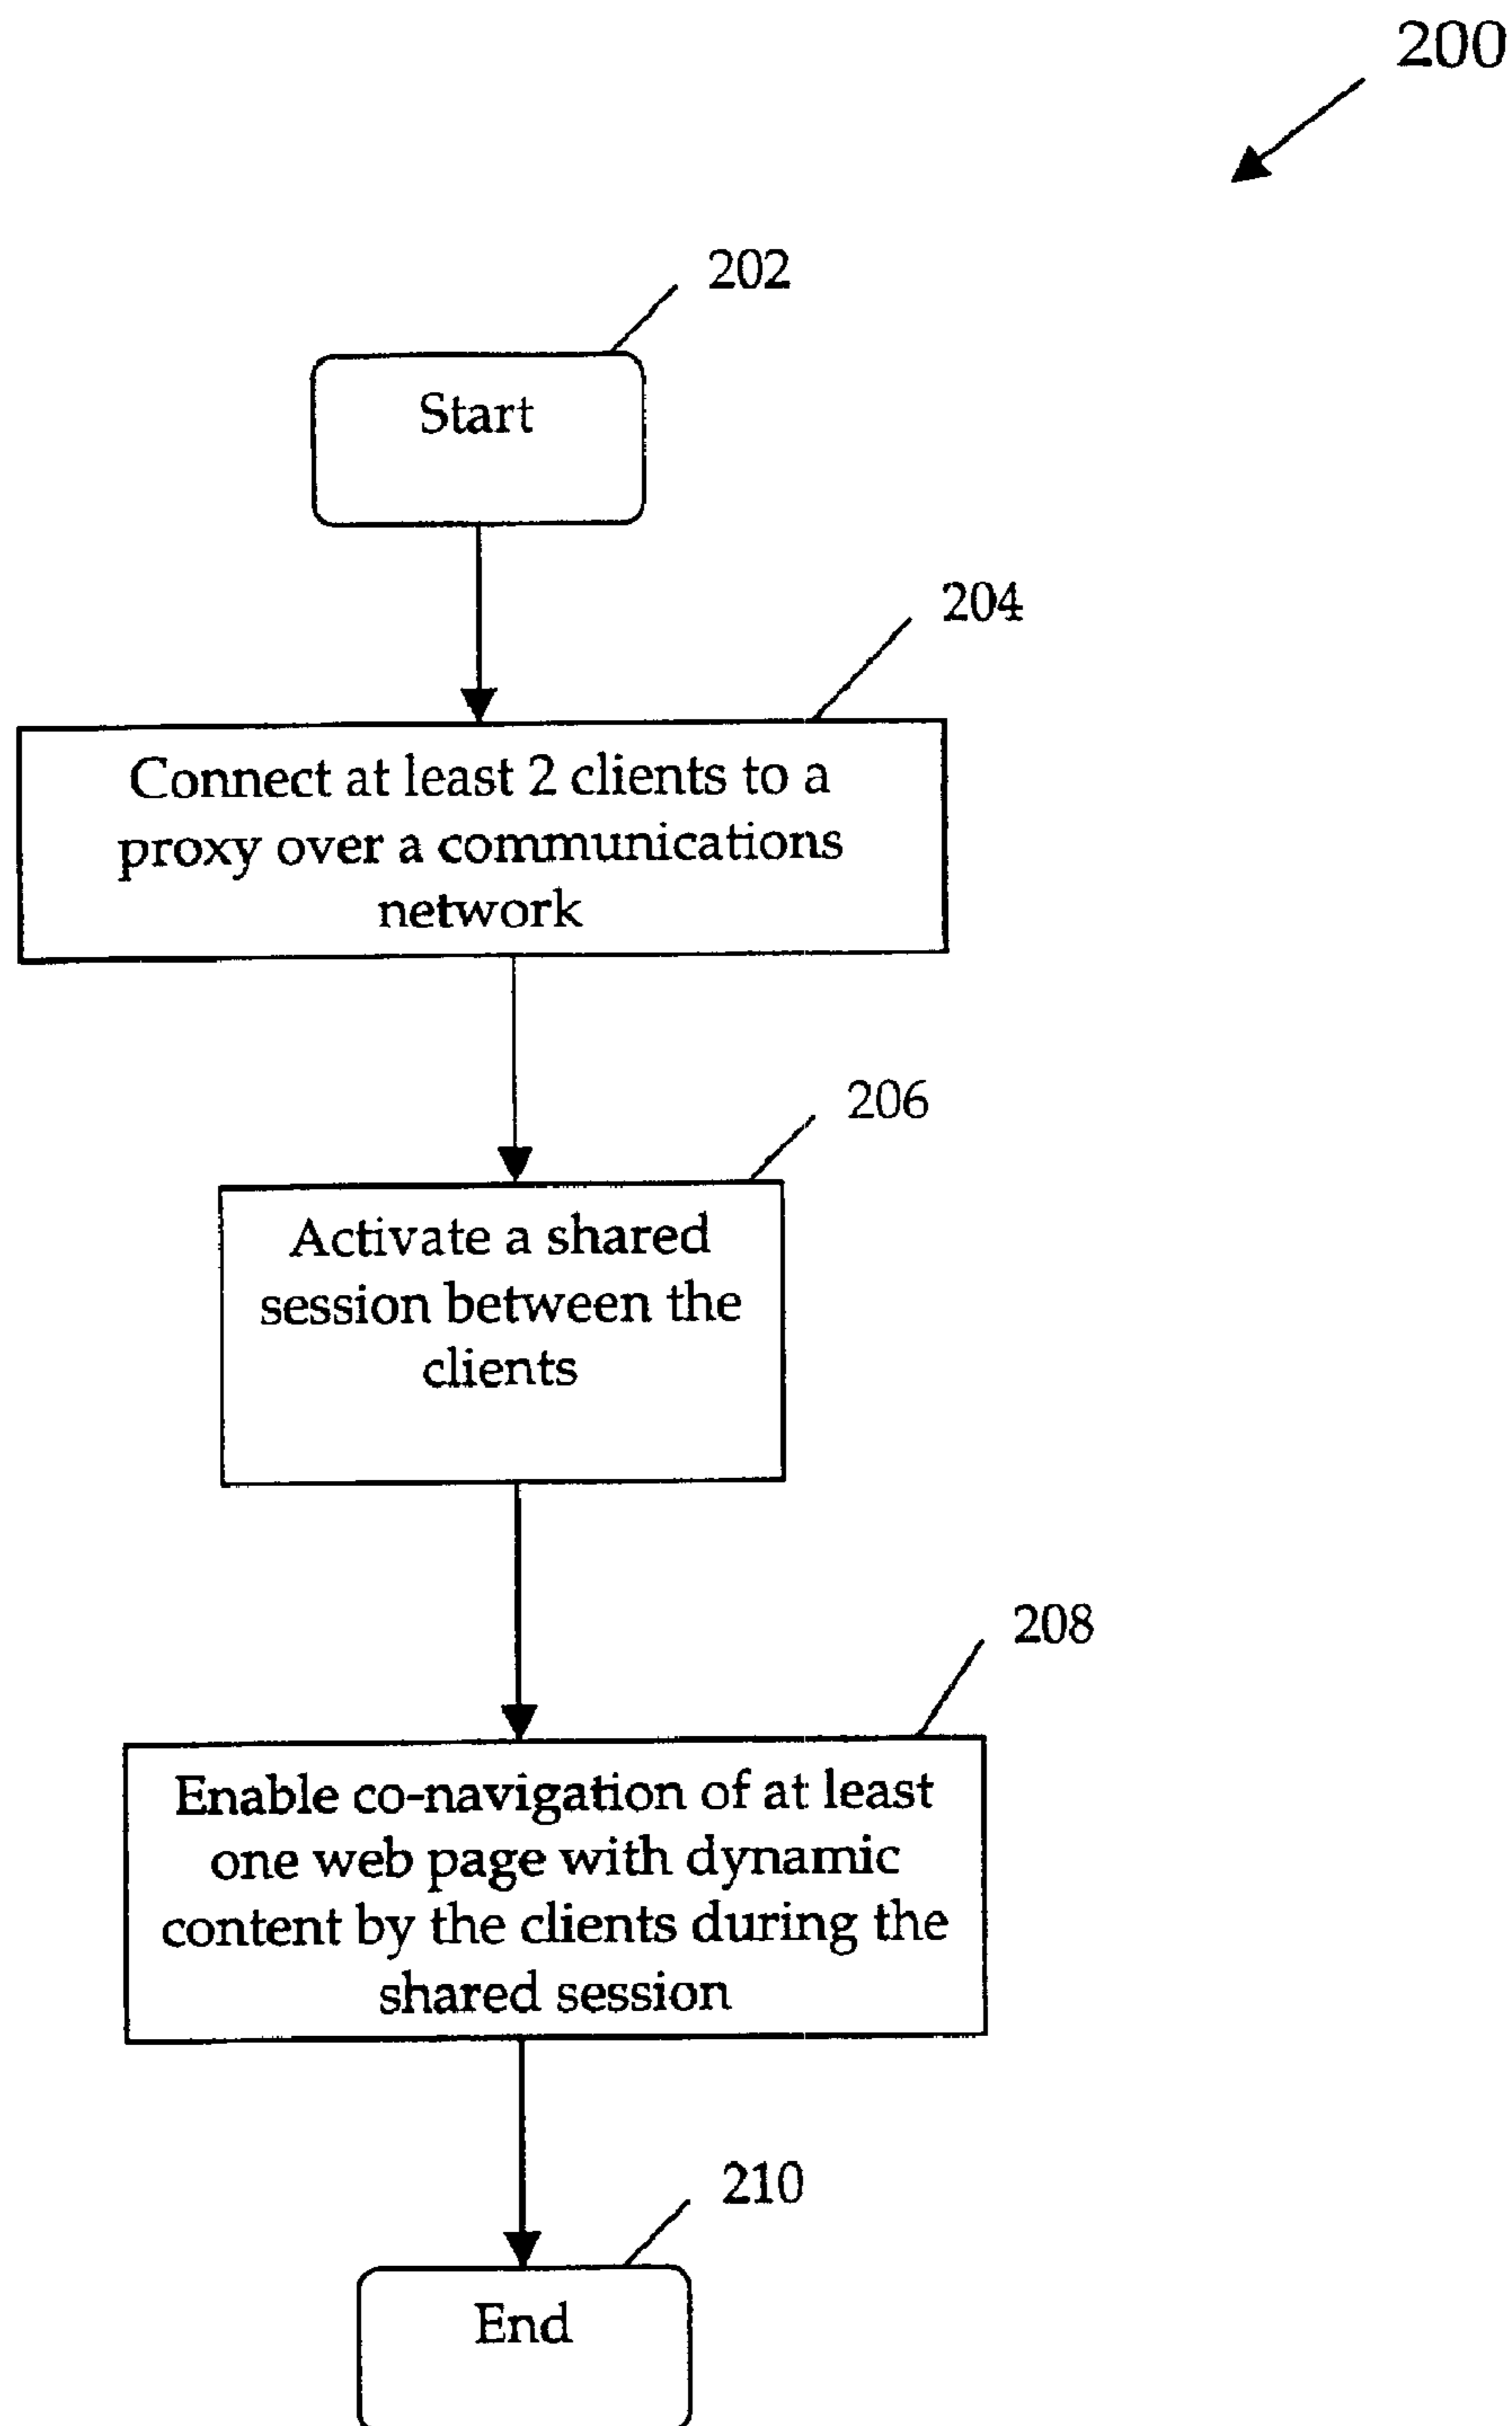 200
202
Start
204
Connect at least 2 clients to a
proxy over a communications
network
206
Activate a shared
session between the
clients
208
Enable co-navigation of at least
one web page with dynamic
content by the clients during the
shared session
210
End